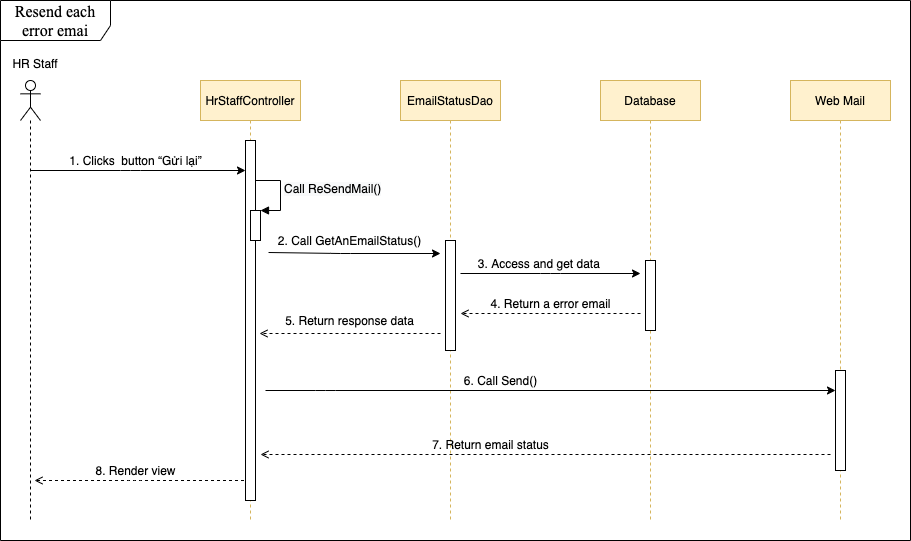 Resend each
error emai
HR Staff
HrStaffController
EmailStatusDao
Database
Web Mail
1. Clicks button “Gửi lại”
Call ReSendMail()
2. Call GetAnEmailStatus()
3. Access and get data
4. Return a error email
5. Return response data
6. Call Send()
7. Return email status
8. Render view